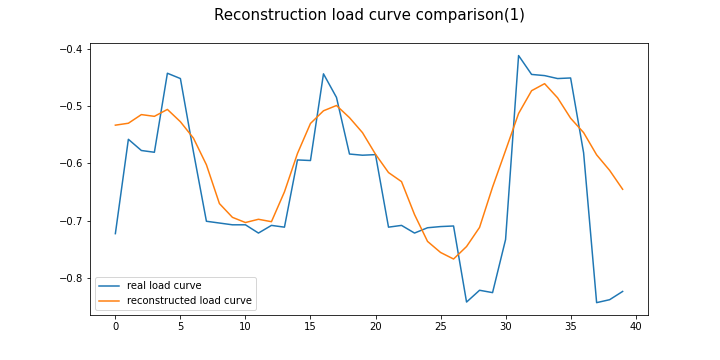 Reconstruction load curve comparison(1)
−0.4
−0.5
−0.6
−0.7
−0.8
real load curve
reconstructed load curve
0 5 10 15 20 25 30 35 40